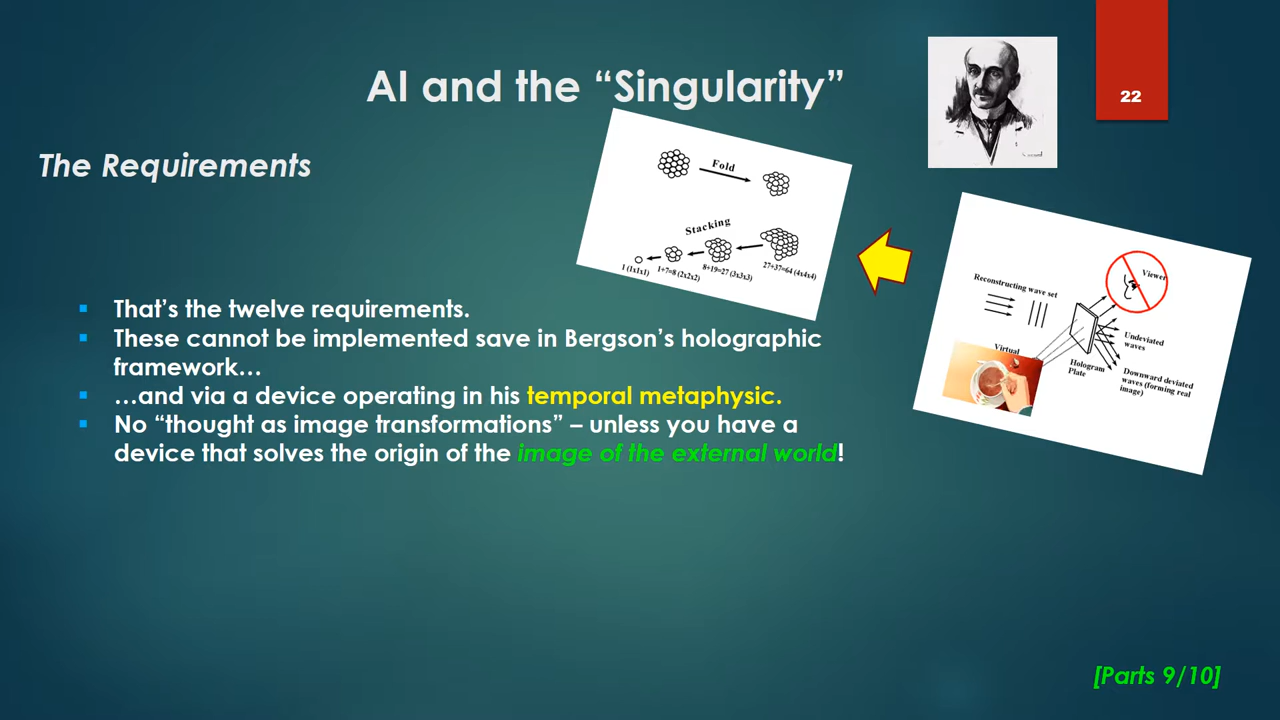 AI and the “Singularity”
22
The Requirements
Fold
Stacking
1 (1x1x1)
1+7=8 (2x2x2)
8+19=27 (3x3x3)
27+37=64 (4x4x4)
Viewer
Reconstructing wave set
Undeviated
waves
Virtual
Hologram
Plate
Downward deviated
waves (forming real
image)
▪ That’s the twelve requirements.
▪ These cannot be implemented save in Bergson’s holographic
framework…
▪ …and via a device operating in his temporal metaphysic.
▪ No “thought as image transformations” – unless you have a
device that solves the origin of the image of the external world!
[Parts 9/10]